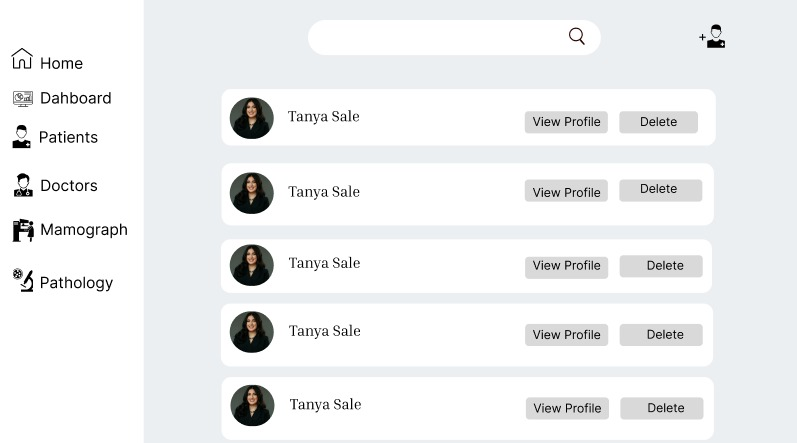 Home
Dahboard
Patients
Doctors
Mamograph
Pathology
+
Tanya Sale View Profile Delete
Tanya Sale View Profile Delete
Tanya Sale View Profile Delete
Tanya Sale View Profile Delete
Tanya Sale View Profile Delete